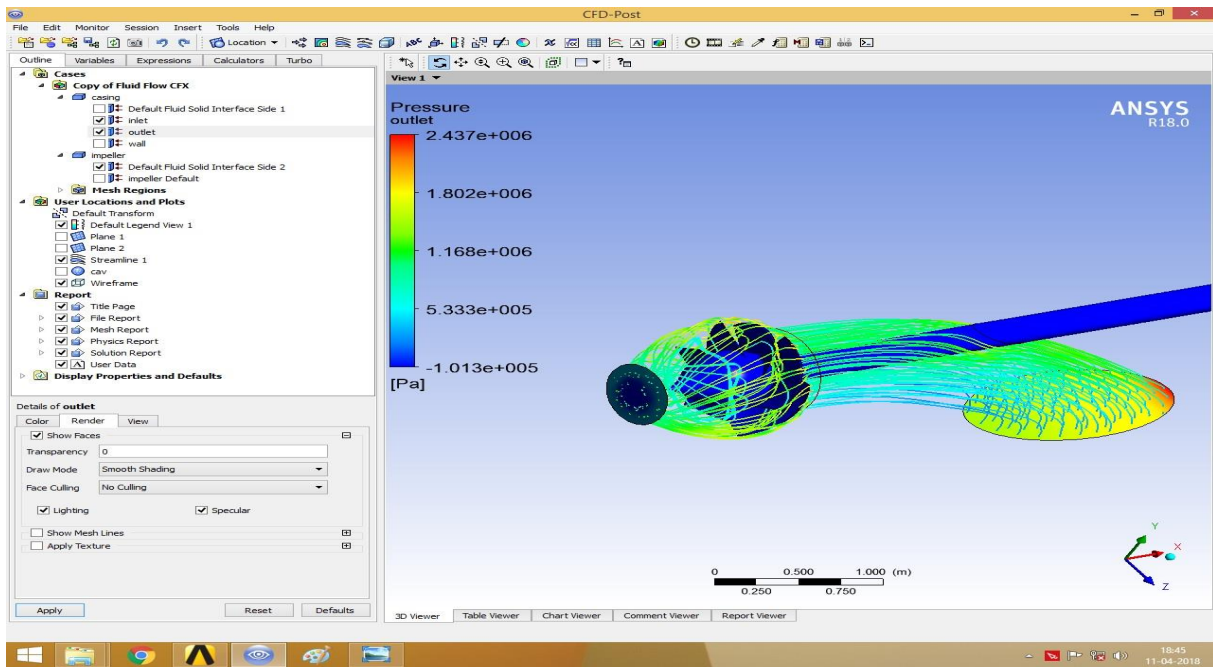 CFD-Post
File Edit Monitor Session Insert Tools Help
Location
Outline Variables Expressions Calculators Turbo
Cases
Copy of Fluid Flow CFX
casing
Default Fluid Solid Interface Side 1
inlet
outlet
wall
impeller
Default Fluid Solid Interface Side 2
impeller Default
Mesh Regions
User Locations and Plots
Default Transform
Default Legend View 1
Plane 1
Plane 2
Streamline 1
cav
Wireframe
Report
Title Page
File Report
Mesh Report
Physics Report
Solution Report
User Data
Display Properties and Defaults
Details of outlet
Color Render View
Show Faces
Transparency 0
Draw Mode Smooth Shading
Face Culling No Culling
Lighting Specular
Show Mesh Lines
Apply Texture
Apply Reset Defaults
View 1
Pressure
outlet
2.437e+006
1.802e+006
1.168e+006
5.333e+005
-1.013e+005
[Pa]
ANSYS
R18.0
Y
X
Z
0 0.500 1.000 (m)
0.250 0.750
3D Viewer Table Viewer Chart Viewer Comment Viewer Report Viewer
18:45
11-04-2018